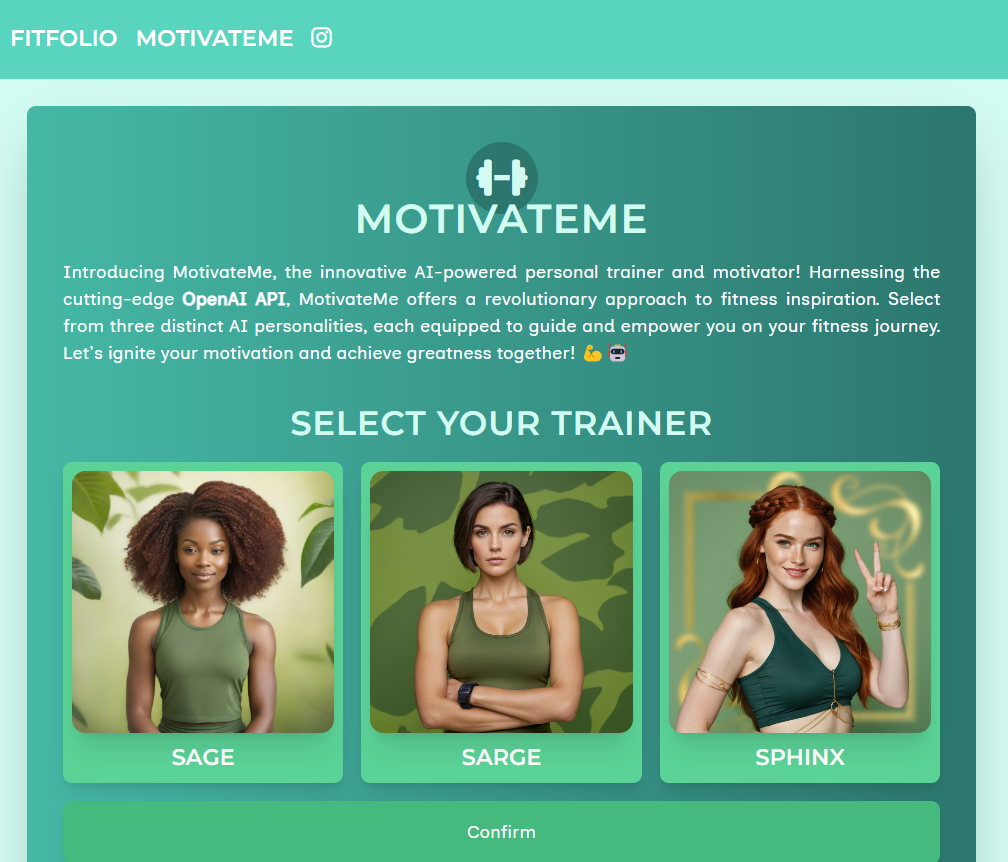 FITFOLIO MOTIVATEME
MOTIVATEME
Introducing MotivateMe, the innovative AI-powered personal trainer and motivator! Harnessing the
cutting-edge OpenAI API, MotivateMe offers a revolutionary approach to fitness inspiration. Select
from three distinct AI personalities, each equipped to guide and empower you on your fitness journey.
Let's ignite your motivation and achieve greatness together! 💪 🤖
SELECT YOUR TRAINER
SAGE
SARGE
SPHINX
Confirm